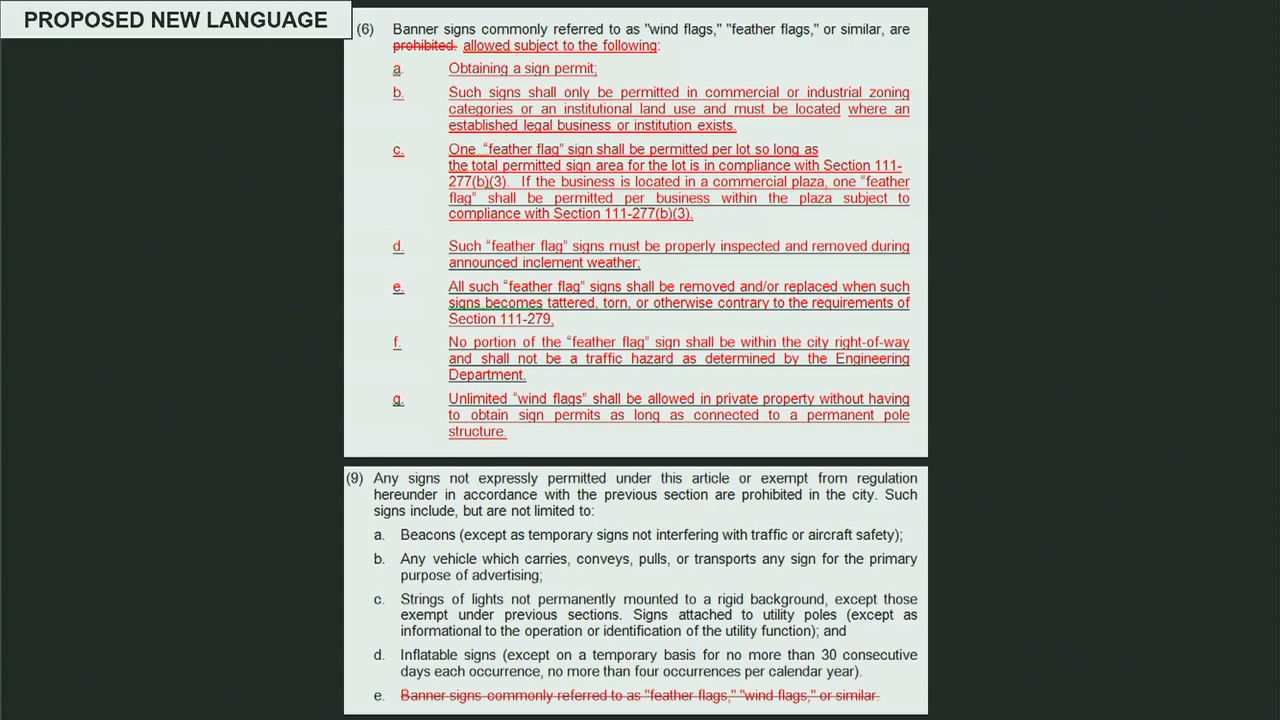 PROPOSED NEW LANGUAGE
(6) Banner signs commonly referred to as "wind flags," "feather flags," or similar, are
prohibited. allowed subject to the following:
a. Obtaining a sign permit;
b. Such signs shall only be permitted in commercial or industrial zoning
categories or an institutional land use and must be located where an
established legal business or institution exists.
c. One “feather flag” sign shall be permitted per lot so long as
the total permitted sign area for the lot is in compliance with Section 111-
277(b)(3). If the business is located in a commercial plaza, one “feather
flag” shall be permitted per business within the plaza subject to
compliance with Section 111-277(b)(3).
d. Such “feather flag” signs must be properly inspected and removed during
announced inclement weather;
e. All such “feather flag” signs shall be removed and/or replaced when such
signs becomes tattered, torn, or otherwise contrary to the requirements of
Section 111-279,
f. No portion of the “feather flag” sign shall be within the city right-of-way
and shall not be a traffic hazard as determined by the Engineering
Department.
g. Unlimited “wind flags” shall be allowed in private property without having
to obtain sign permits as long as connected to a permanent pole
structure.
(9) Any signs not expressly permitted under this article or exempt from regulation
hereunder in accordance with the previous section are prohibited in the city. Such
signs include, but are not limited to:
a. Beacons (except as temporary signs not interfering with traffic or aircraft safety);
b. Any vehicle which carries, conveys, pulls, or transports any sign for the primary
purpose of advertising;
c. Strings of lights not permanently mounted to a rigid background, except those
exempt under previous sections. Signs attached to utility poles (except as
informational to the operation or identification of the utility function); and
d. Inflatable signs (except on a temporary basis for no more than 30 consecutive
days each occurrence, no more than four occurrences per calendar year).
e. Banner signs commonly referred to as "feather flags," "wind flags," or similar.